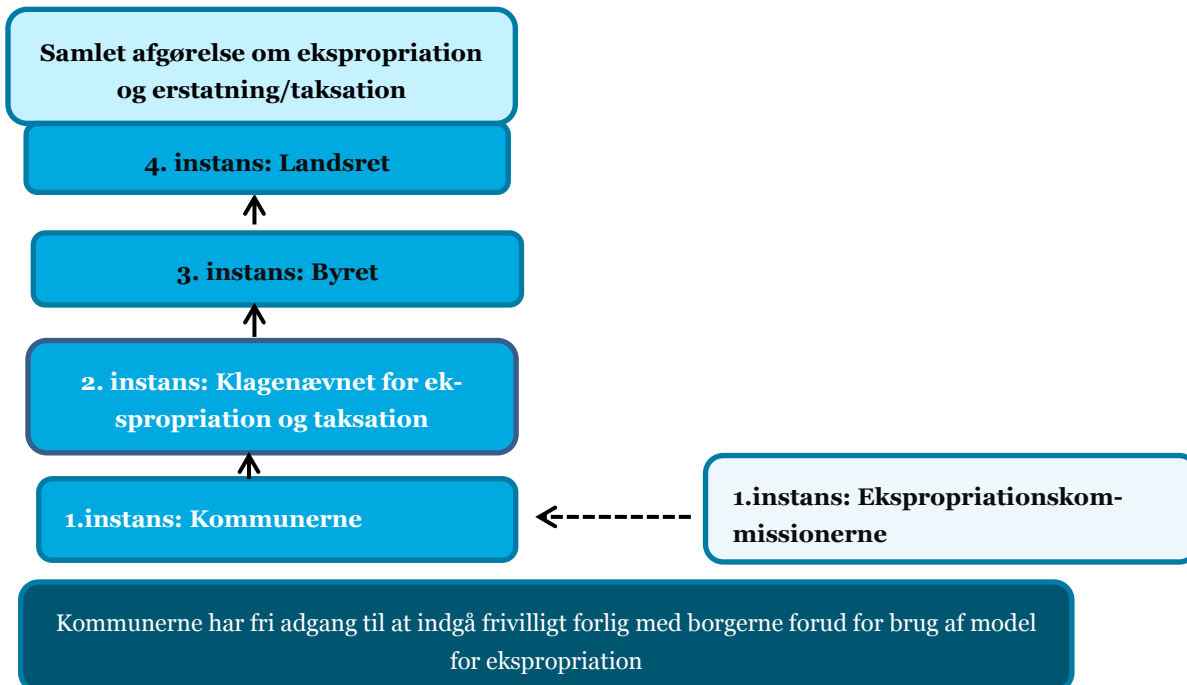 Samlet afgørelse om ekspropriation
og erstatning/taksation
4. instans: Landsret
3. instans: Byret
2. instans: Klagenævnet for ek-
spropriation og taksation
1.instans: Kommunerne
1.instans: Ekspropriationskom-
missionerne
Kommunerne har fri adgang til at indgå frivilligt forlig med borgerne forud for brug af model
for ekspropriation